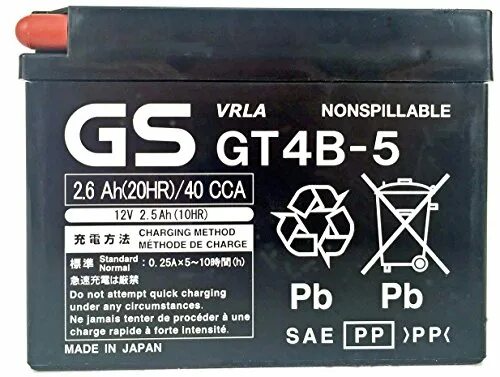 VRLA NONSPILLABLE
GS GT4B-5
2.6 Ah(20HR)/40 CCA
12V 2.5Ah(10HR)
充電方法 CHARGING METHOD
MÉTHODE DE CHARGE
標準 Standard
Normal : 0.25A×5~10時間(h)
急速充電は厳禁
Do not attempt quick charging
under any circumstances.
Ne jamais tenter de procéder à une
charge rapide à forte intensité.
MADE IN JAPAN
Pb Pb
SAE PP >PP<